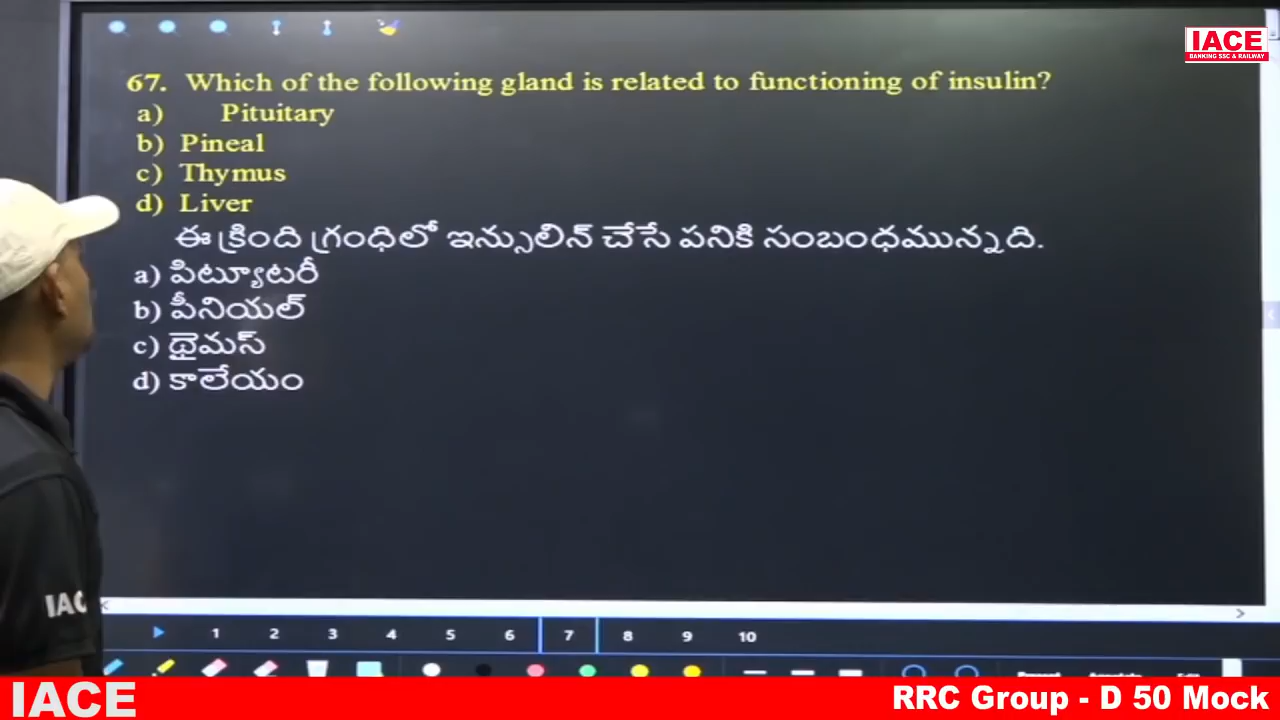 IACE
BANKING SSC & RAILWAY
67. Which of the following gland is related to functioning of insulin?
a) Pituitary
b) Pineal
c) Thymus
d) Liver
ఈ క్రింది గ్రంధిలో ఇన్సులిన్ చేసే పనికి సంబంధమున్నది.
a) పిట్యూటరీ
b) పీనియల్
c) థైమస్
d) కాలేయం
IAC
1 2 3 4 5 6 7 8 9 10
IACE
RRC Group - D 50 Mock